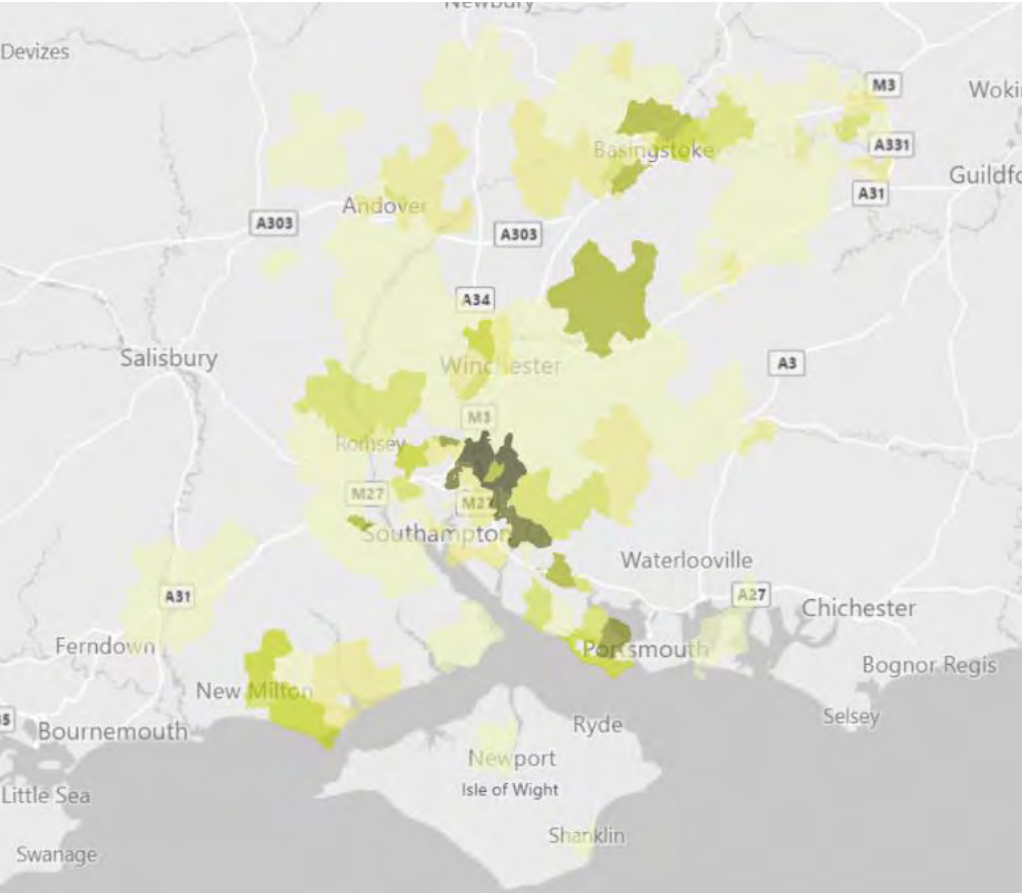 Newbury
Devizes
M3
Woki
Basingstoke
A331
Guildfo
A31
Andover
A303
A303
A34
Salisbury
Winchester
A3
M3
Romsey
M27
M27
Southampton
Waterlooville
A31
A27
Chichester
Ferndown
Portsmouth
Bognor Regis
New Milton
Selsey
35
Bournemouth
Ryde
Newport
Isle of Wight
Little Sea
Shanklin
Swanage